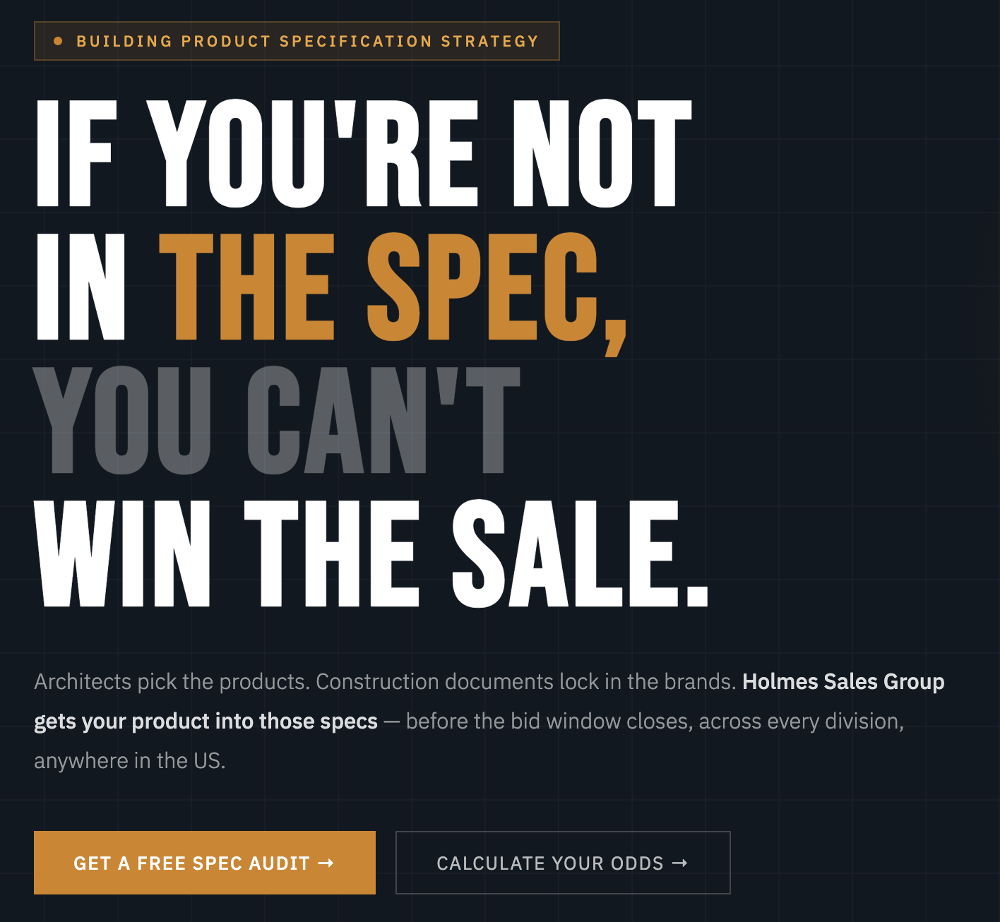 BUILDING PRODUCT SPECIFICATION STRATEGY
IF YOU'RE NOT
IN THE SPEC,
YOU CAN'T
WIN THE SALE.
Architects pick the products. Construction documents lock in the brands. Holmes Sales Group
gets your product into those specs — before the bid window closes, across every division,
anywhere in the US.
GET A FREE SPEC AUDIT →
CALCULATE YOUR ODDS →